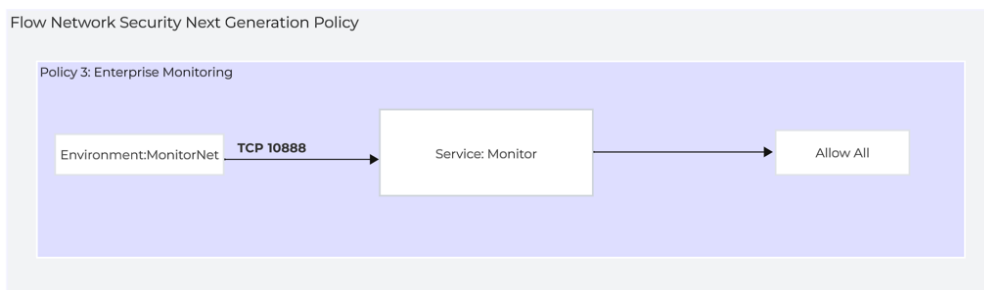 Flow Network Security Next Generation Policy
Policy 3: Enterprise Monitoring
Environment:MonitorNet
TCP 10888
Service: Monitor
Allow All